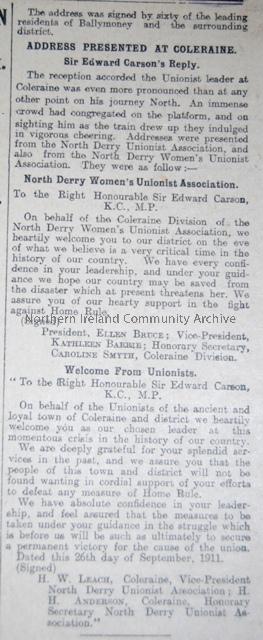 The address was signed by sixty of the leading
residents of Ballymoney and the surrounding
district.
ADDRESS PRESENTED AT COLERAINE.
Sir Edward Carson's Reply.
The reception accorded the Unionist leader at
Coleraine was even more pronounced than at any
other point on his journey North. An immense
crowd had congregated on the platform, and on
sighting him as the train drew up they indulged
in vigorous cheering. Addresses were presented
from the North Derry Unionist Association, and
also from the North Derry Women's Unionist
Association. They were as follow:—
North Derry Women's Unionist Association.
To the Right Honourable Sir Edward Carson,
K.C., M.P.
On behalf of the Coleraine Division of the
North Derry Women's Unionist Association, we
heartily welcome you to our district on the eve
of what we believe is a very critical time in the
history of our country. We have every confi-
dence in your leadership, and under your guid-
ance we hope our country may be saved from
the disaster which at present threatens her. We
assure you of our hearty support in the fight
against Home Rule.
Northern Ireland Community Archive
(Signed)
President, ELLEN BRUCE; Vice-President,
KATHLEEN BARRIE; Honorary Secretary,
CAROLINE SMYTH, Coleraine Division.
Welcome From Unionists.
"To the Right Honourable Sir Edward Carson,
K.C., M.P.
On behalf of the Unionists of the ancient and
loyal town of Coleraine and district we heartily
welcome you as our chosen leader at this
momentous crisis in the history of our country.
We are deeply grateful for your splendid ser-
vices in the past, and we assure you that the
people of this town and district will not be
found wanting in cordial support of your efforts
to defeat any measure of Home Rule.
We have absolute confidence in your leader-
ship, and feel assured that the measures to be
taken under your guidance in the struggle which
is before us will be such as ultimately to secure
a permanent victory for the cause of the union.
Dated this 26th day of September, 1911.
(Signed)
H. W. LEACH, Coleraine, Vice-President
North Derry Unionist Association; H.
H. ANDERSON, Coleraine, Honorary
Secretary North Derry Unionist As-
sociation."